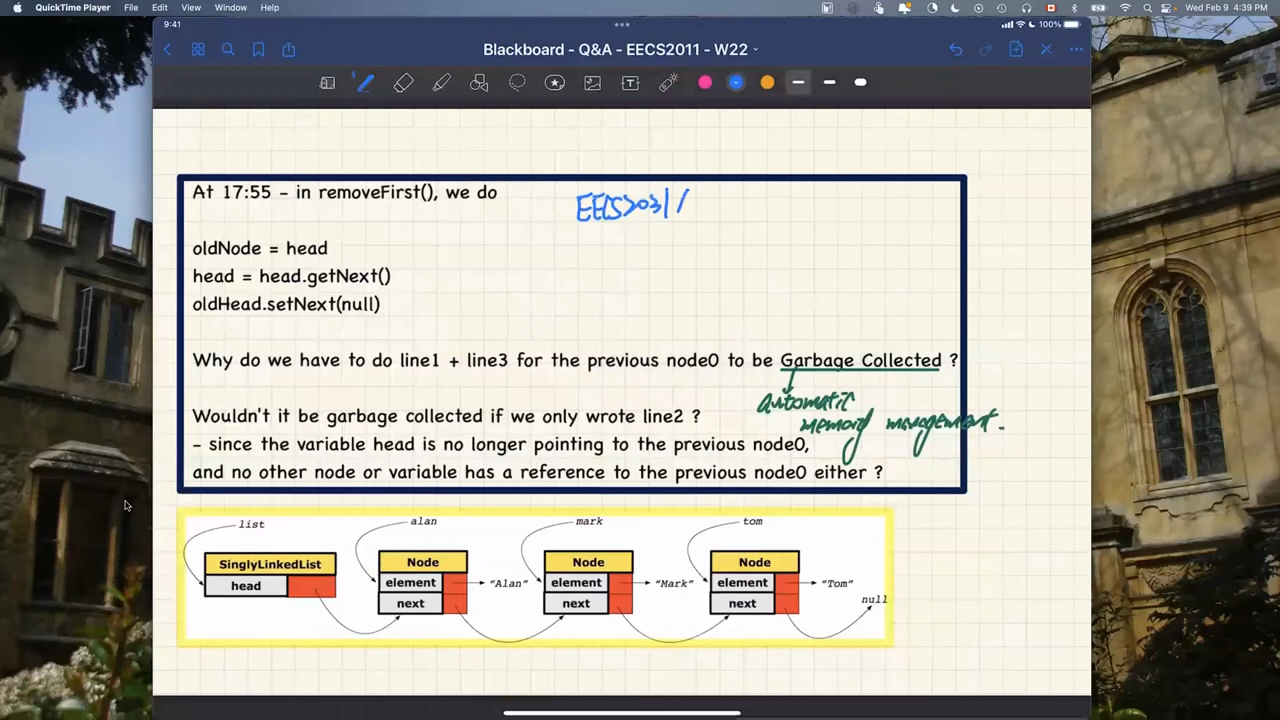 QuickTime Player File Edit View Window Help Wed Feb 9 4:39 PM
9:41 100%
Blackboard - Q&A - EECS2011 - W22
At 17:55 - in removeFirst(), we do
EECS2031/
oldNode = head
head = head.getNext()
oldHead.setNext(null)
Why do we have to do line1 + line3 for the previous node0 to be Garbage Collected ?
automatic
memory management.
Wouldn't it be garbage collected if we only wrote line2 ?
- since the variable head is no longer pointing to the previous node0,
and no other node or variable has a reference to the previous node0 either ?
list alan mark tom
SinglyLinkedList Node Node Node
head element "Alan" element "Mark" element "Tom"
next next next null